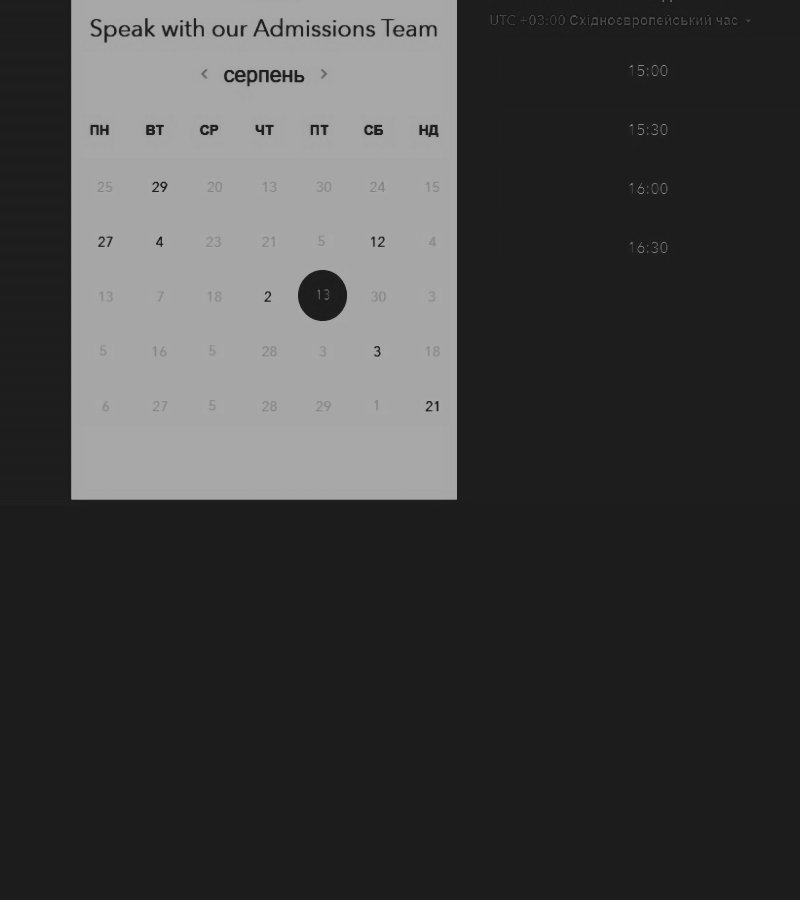 Speak with our Admissions Team
серпень
ПН ВТ СР ЧТ ПТ СБ НД
25 29 20 13 30 24 15
27 4 23 21 5 12 4
13 7 18 2 13 30 3
5 16 5 28 3 3 18
6 27 5 28 29 1 21
UTC +03:00 Східноєвропейський час
15:00
15:30
16:00
16:30